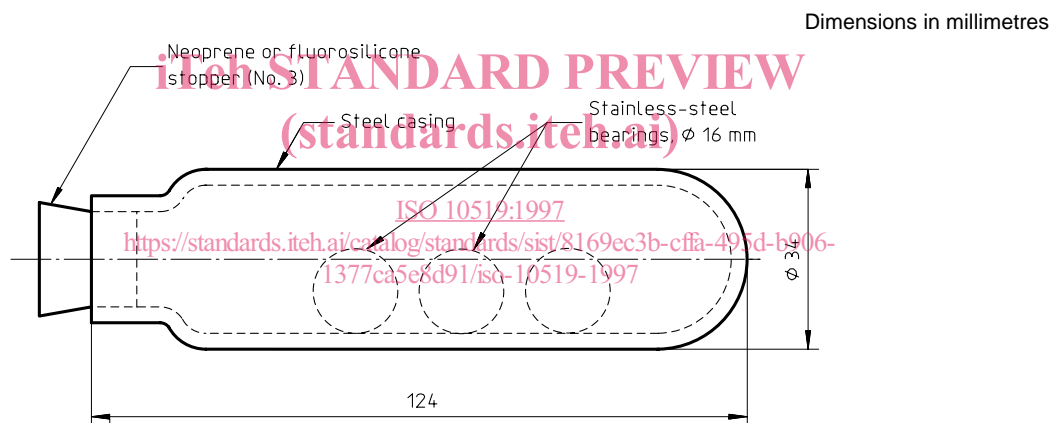 Dimensions in millimetres
Neoprene or fluorosilicone
stopper (No. 3)
iTeh STANDARD PREVIEW
Stainless-steel
bearings, ϕ 16 mm
Steel casing
(standards.iteh.ai)
ISO 10519:1997
https://standards.iteh.ai/catalog/standards/sist/8169ec3b-cffa-495d-b906-
1377ca5e8d91/iso-10519-1997
ϕ 34
124